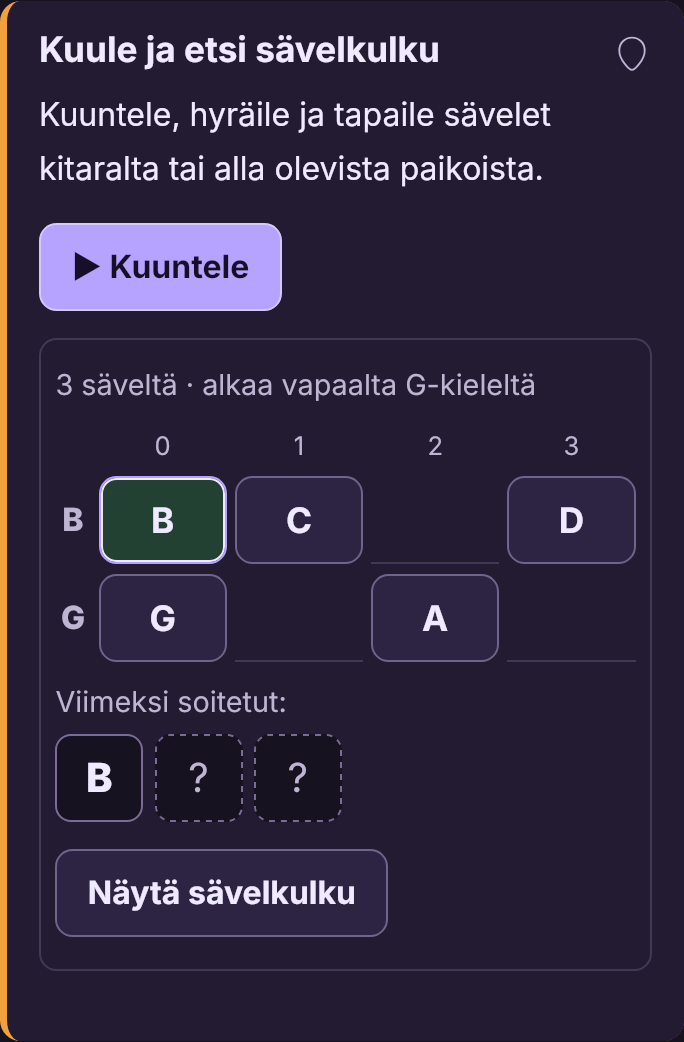 Kuule ja etsi sävelkulku
Kuuntele, hyräile ja tapaile sävelet
kitaralta tai alla olevista paikoista.
▶ Kuuntele
3 säveltä · alkaa vapaalta G-kieleltä
0 1 2 3
B B C D
G G A
Viimeksi soitetut:
B ? ?
Näytä sävelkulku